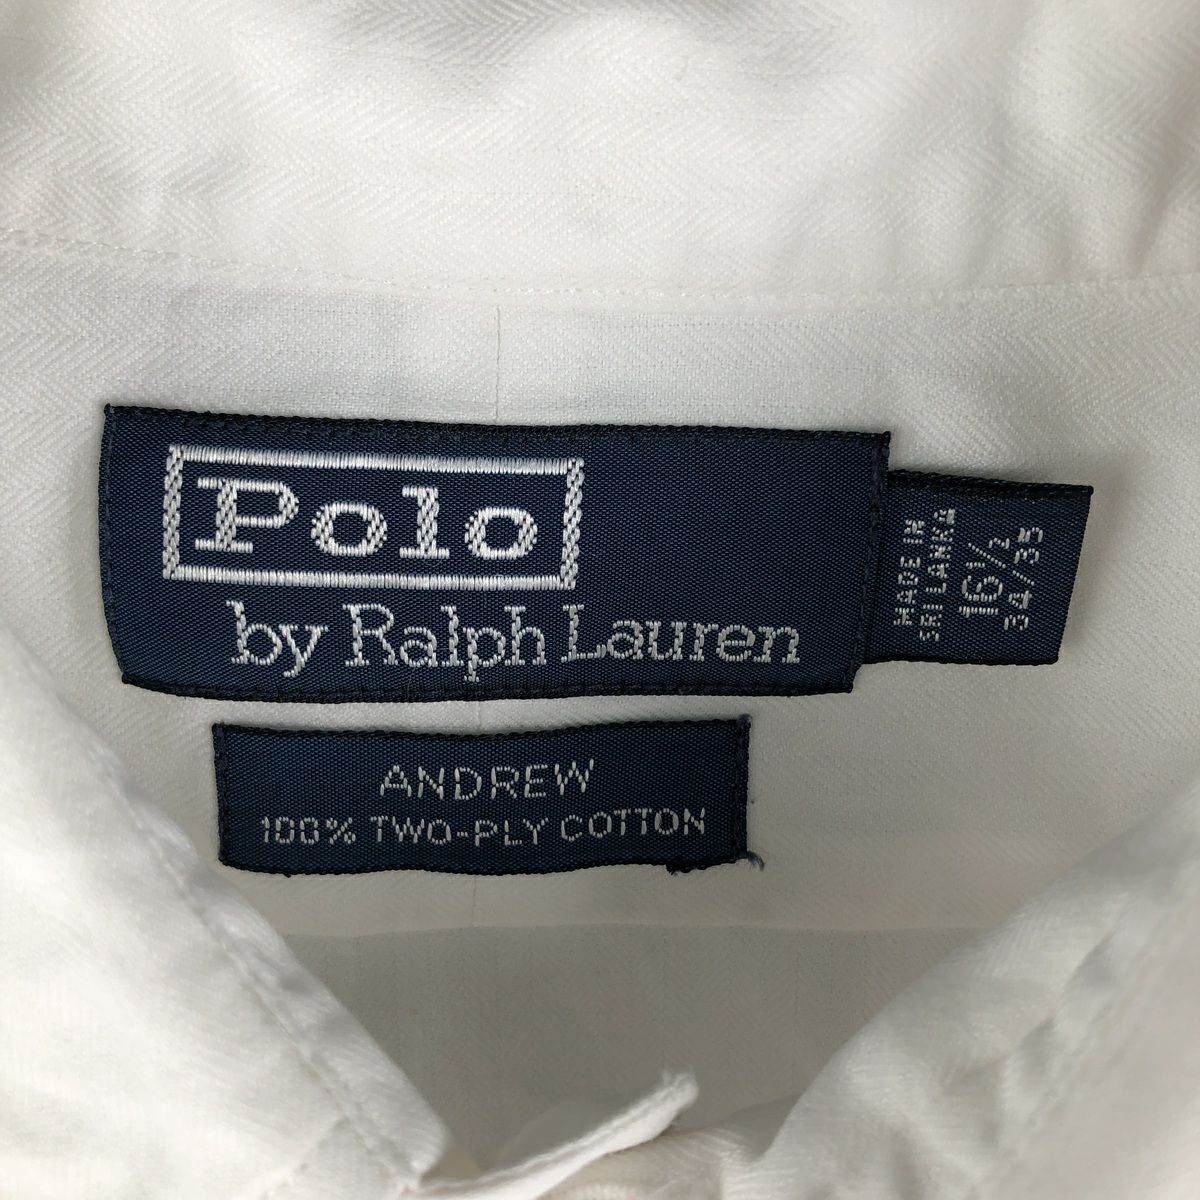 Polo
by Ralph Lauren
MADE IN
SRI LANKA
16½
34/35
ANDREW
100% TWO-PLY COTTON